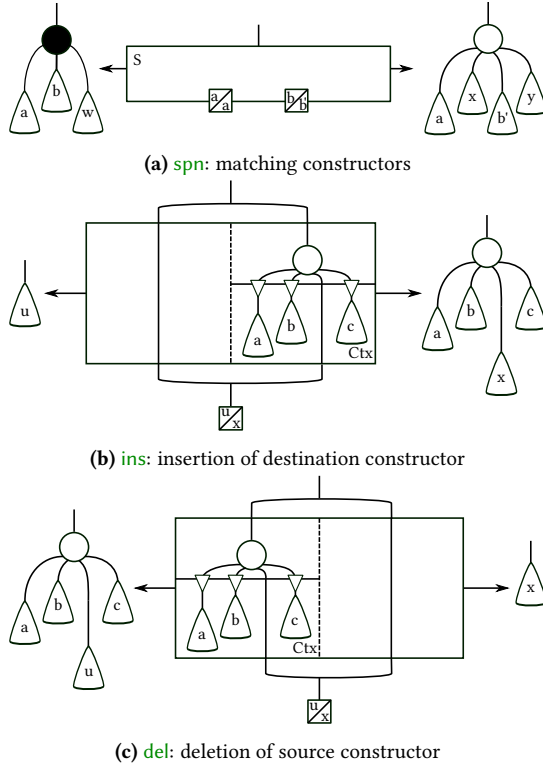 S
a b w
a a b b'
a x b' y
(a) spn: matching constructors
u
a b c
Ctx
a b c
x
u x
(b) ins: insertion of destination constructor
a b c
u
a b c
Ctx
x
u x
(c) del: deletion of source constructor